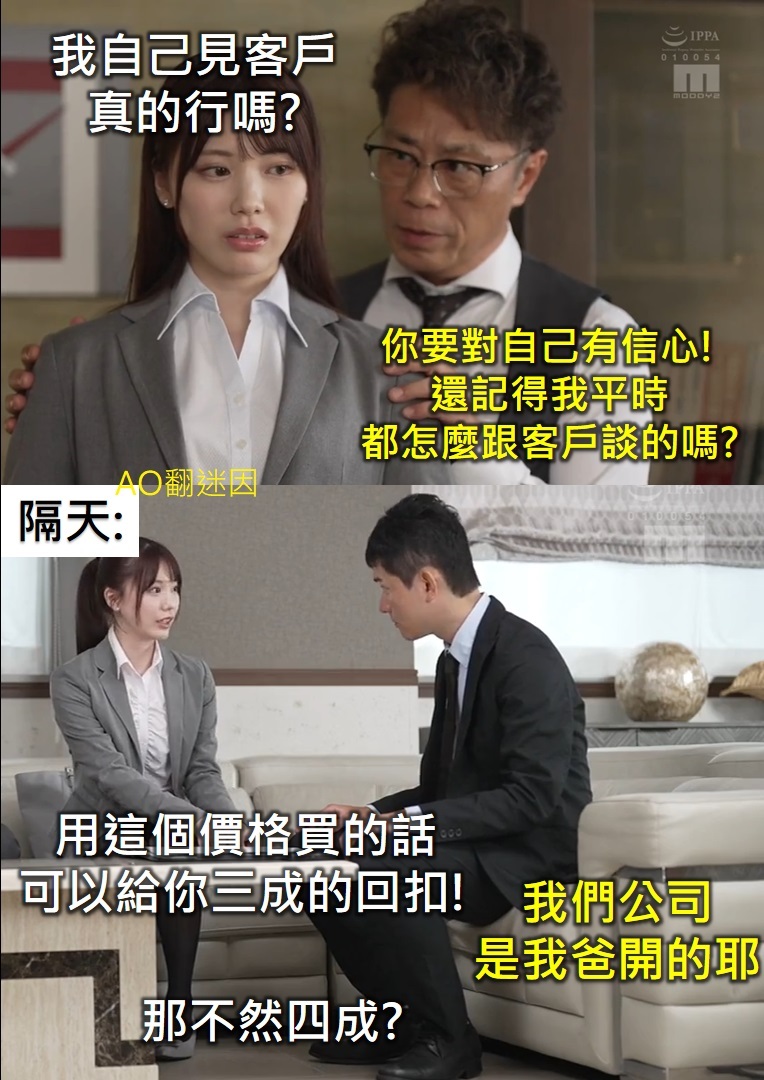 我自己見客戶
真的行嗎?
IPPA
010054
MOODYZ
你要對自己有信心!
還記得我平時
都怎麼跟客戶談的嗎?
AO翻迷因
隔天:
用這個價格買的話
可以給你三成的回扣!
我們公司
是我爸開的耶
那不然四成?